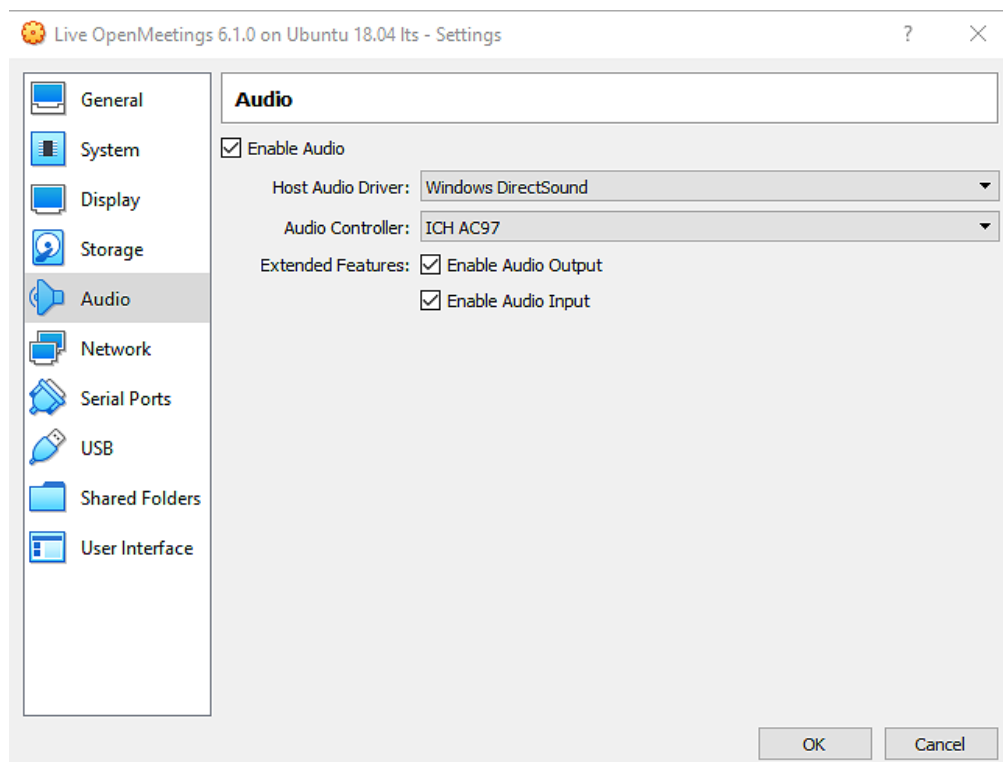 Live OpenMeetings 6.1.0 on Ubuntu 18.04 lts - Settings
?
General
System
Display
Storage
Audio
Network
Serial Ports
USB
Shared Folders
User Interface
Audio
Enable Audio
Host Audio Driver: Windows DirectSound
Audio Controller: ICH AC97
Extended Features: Enable Audio Output
Enable Audio Input
OK
Cancel